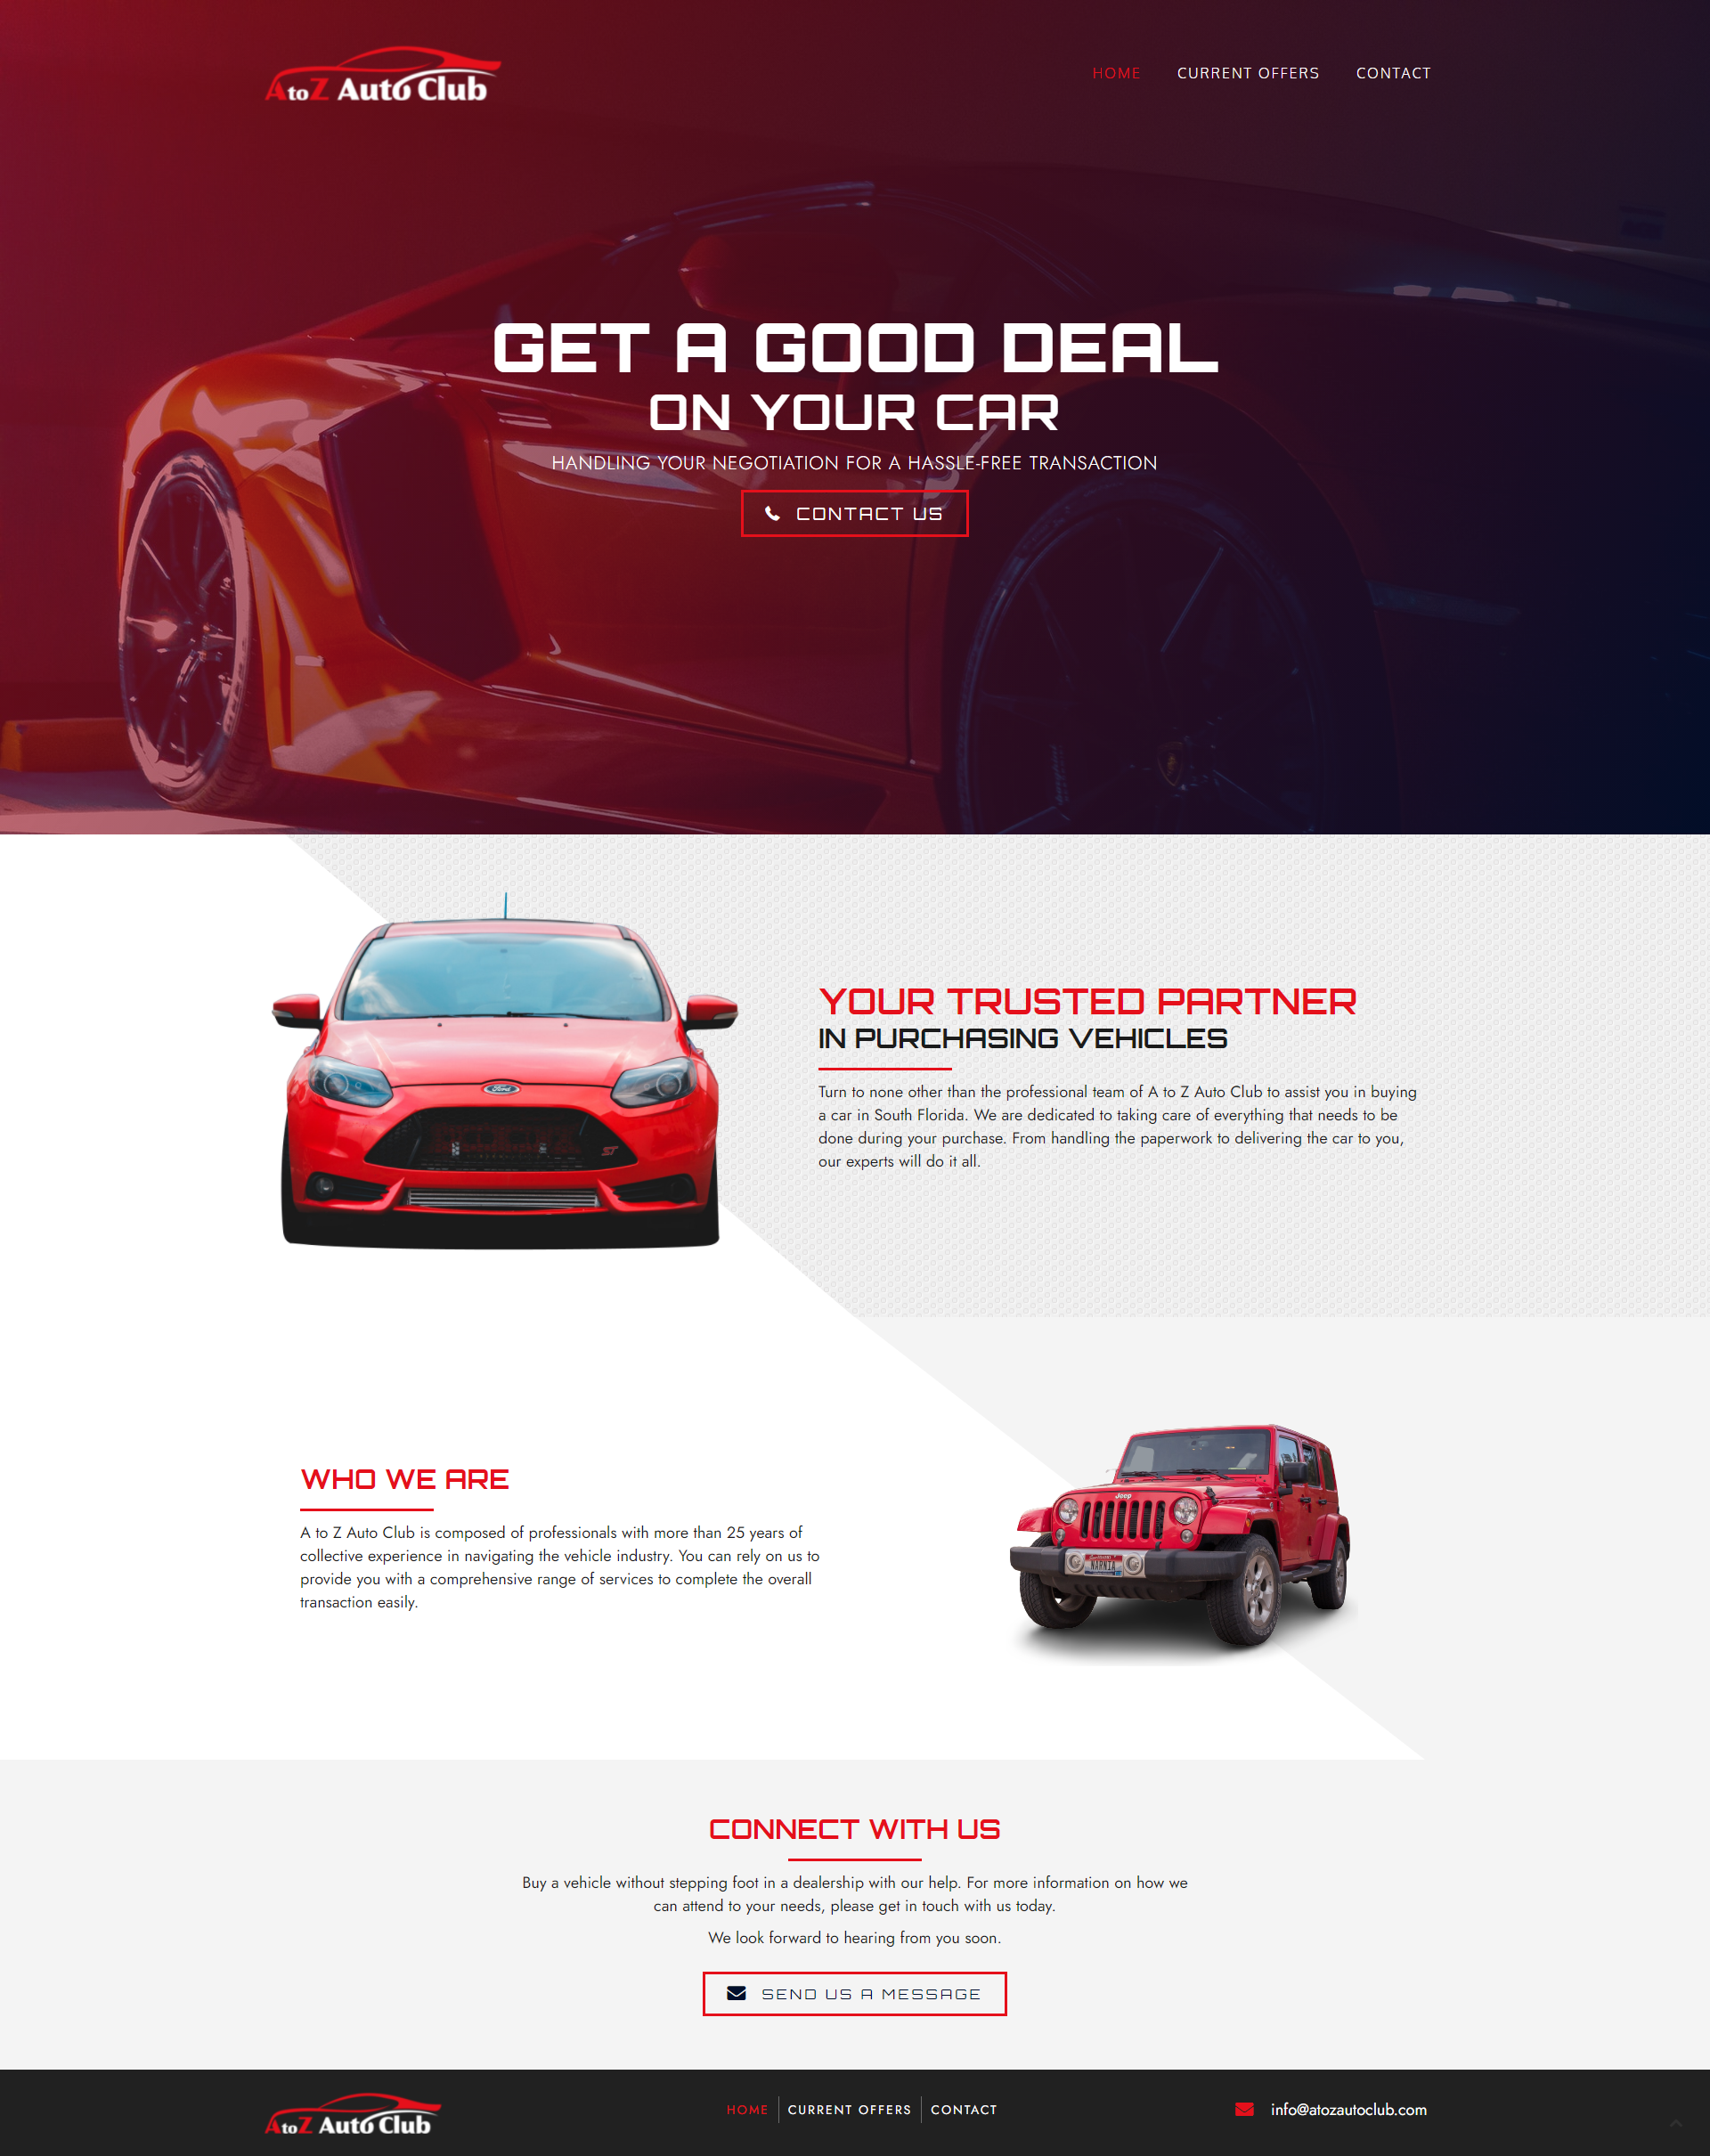 AtoZ Auto Club
HOME
CURRENT OFFERS
CONTACT
GET A GOOD DEAL
ON YOUR CAR
HANDLING YOUR NEGOTIATION FOR A HASSLE-FREE TRANSACTION
CONTACT US
YOUR TRUSTED PARTNER
IN PURCHASING VEHICLES
Turn to none other than the professional team of A to Z Auto Club to assist you in buying
a car in South Florida. We are dedicated to taking care of everything that needs to be
done during your purchase. From handling the paperwork to delivering the car to you,
our experts will do it all.
Ford
ST
WHO WE ARE
A to Z Auto Club is composed of professionals with more than 25 years of
collective experience in navigating the vehicle industry. You can rely on us to
provide you with a comprehensive range of services to complete the overall
transaction easily.
Jeep
NARNIA
CONNECT WITH US
Buy a vehicle without stepping foot in a dealership with our help. For more information on how we
can attend to your needs, please get in touch with us today.
We look forward to hearing from you soon.
SEND US A MESSAGE
AtoZ Auto Club
HOME
CURRENT OFFERS
CONTACT
info@atozautoclub.com